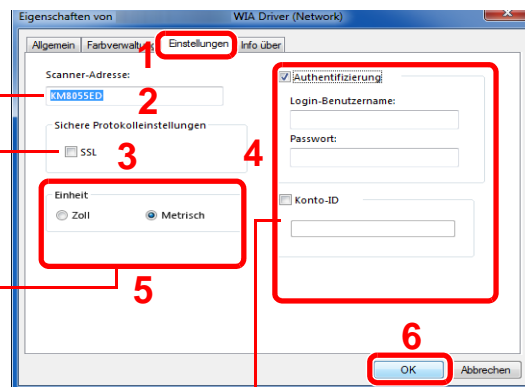 Eigenschaften von WIA Driver (Network)
Allgemein Farbverwaltung Einstellungen Info über
1
Scanner-Adresse:
KM8055ED
2
Sichere Protokolleinstellungen
SSL
3
Einheit
Zoll Metrisch
5
Authentifizierung
Login-Benutzername:
Passwort:
4
Konto-ID
6
OK Abbrechen